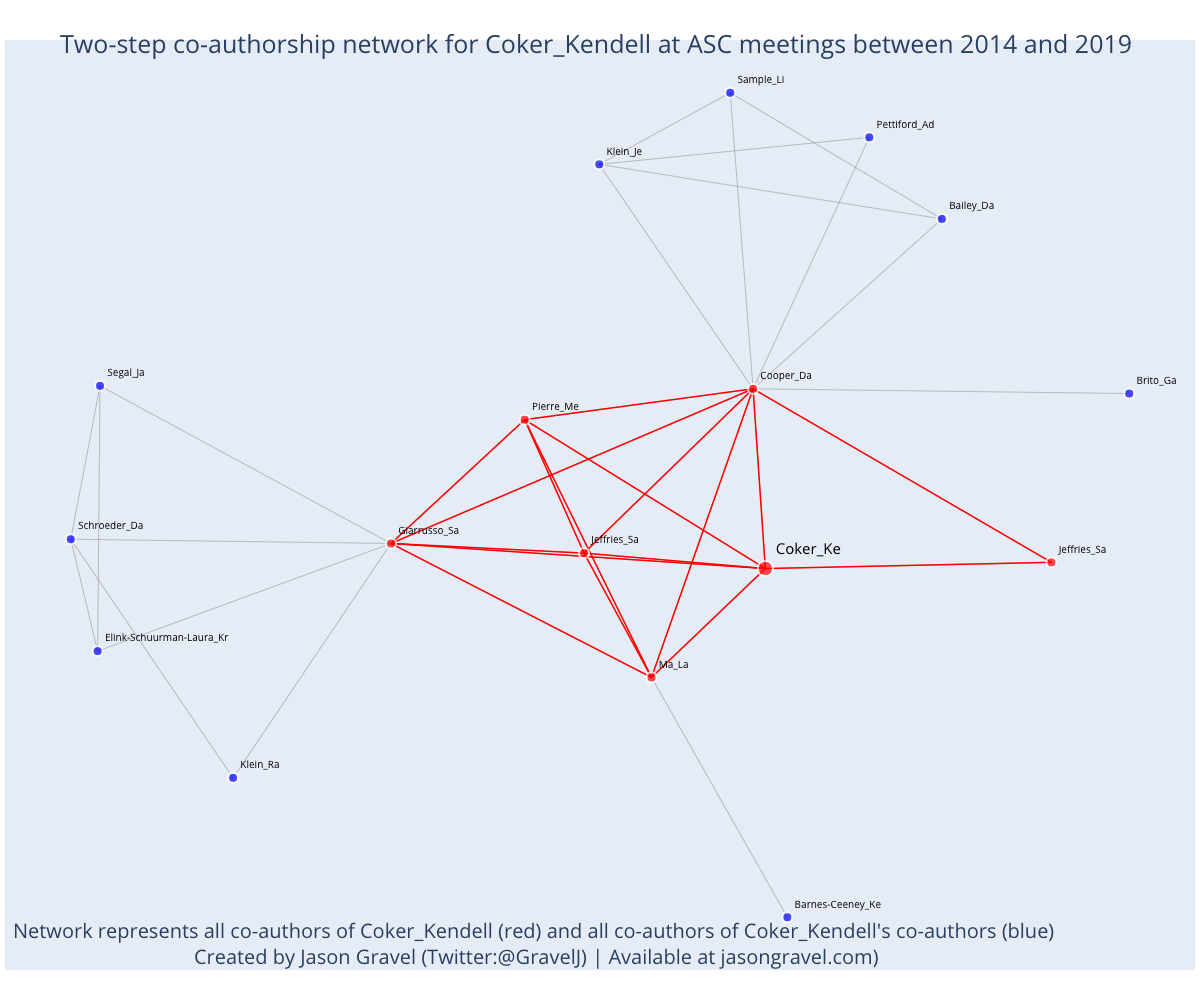 Two-step co-authorship network for Coker_Kendell at ASC meetings between 2014 and 2019
Sample_Li
Pettiford_Ad
Klein_Je
Bailey_Da
Segal_Ja
Cooper_Da
Brito_Ga
Pierre_Me
Schroeder_Da
Giarrusso_Sa
Jeffries_Sa
Coker_Ke
Jeffries_Sa
Elink-Schuurman-Laura_Kr
Ma_La
Klein_Ra
Barnes-Ceeney_Ke
Network represents all co-authors of Coker_Kendell (red) and all co-authors of Coker_Kendell's co-authors (blue)
Created by Jason Gravel (Twitter:@GravelJ) | Available at jasongravel.com)